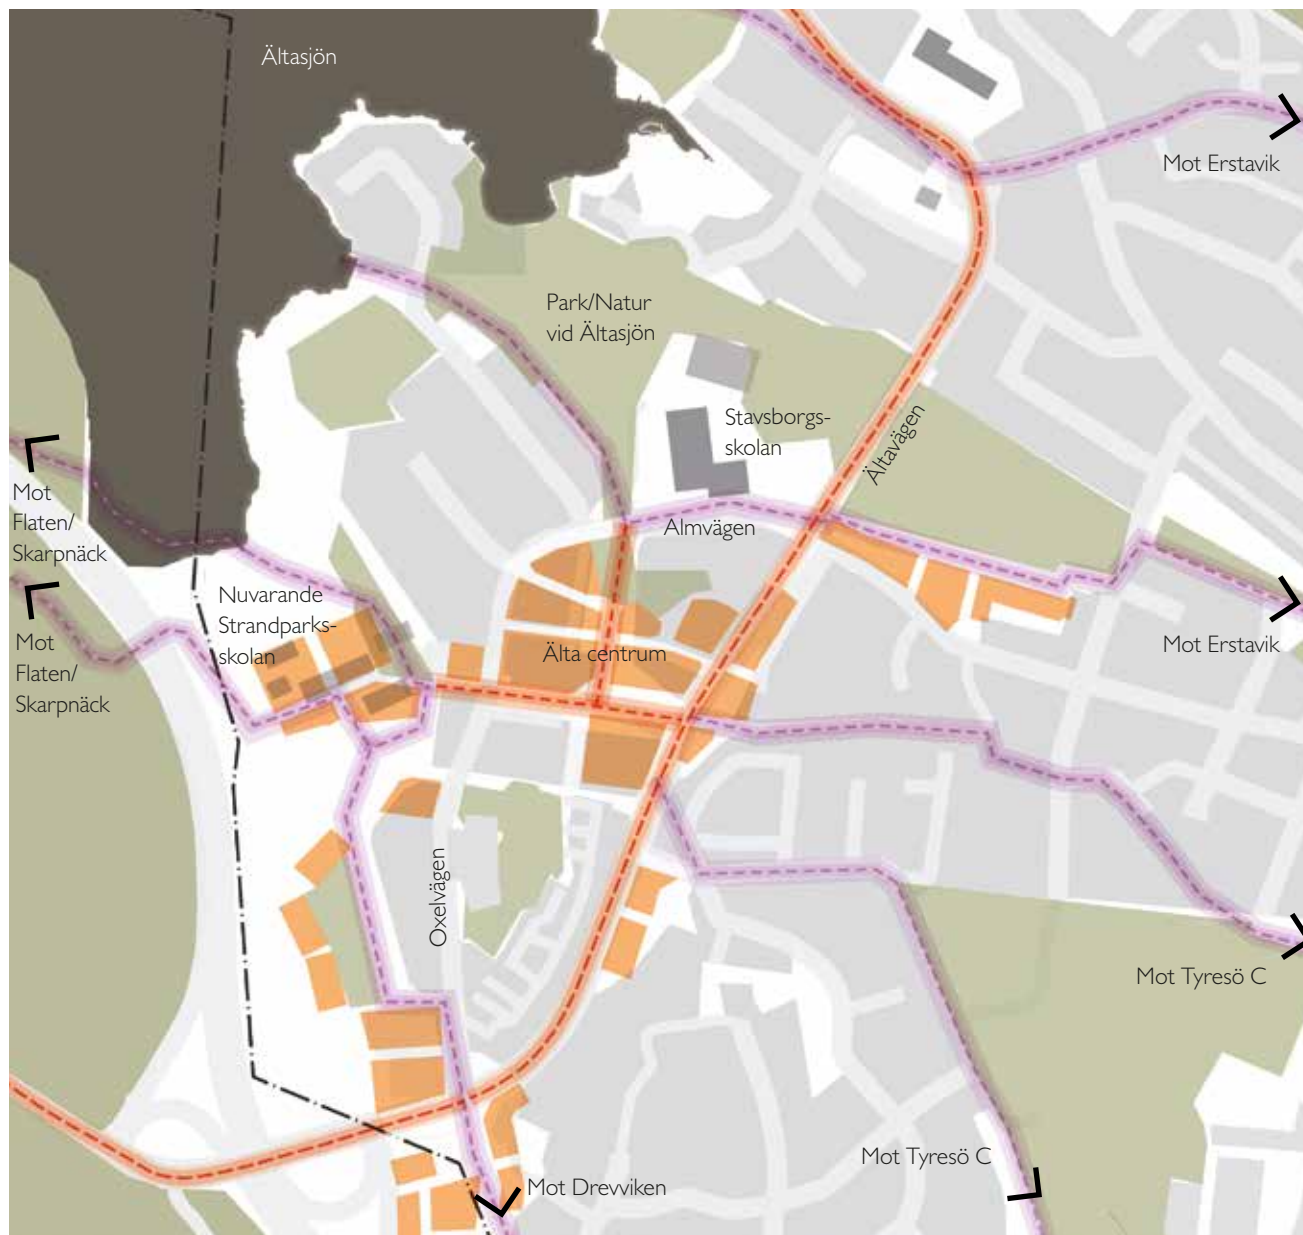 Ältasjön
Mot Erstavik
Park/Natur
vid Ältasjön
Stavsborgs-
skolan
Ältavägen
Mot
Flaten/
Skarpnäck
Almvägen
Nuvarande
Strandparks-
skolan
Mot
Flaten/
Skarpnäck
Mot Erstavik
Älta centrum
Oxelvägen
Mot Tyresö C
Mot Tyresö C
Mot Drevviken